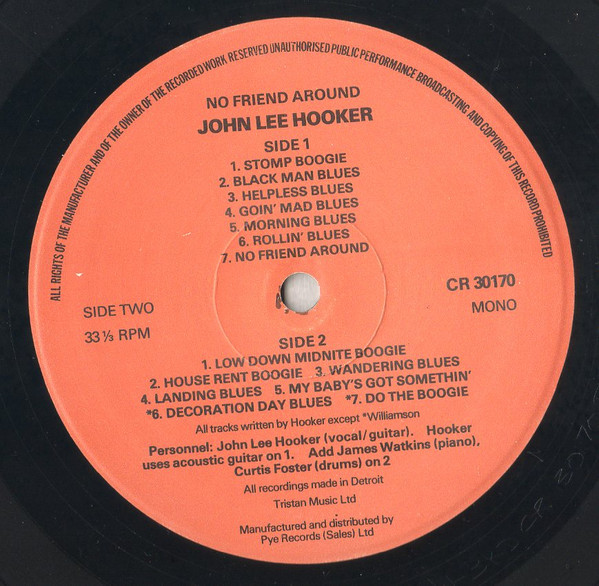 ALL RIGHTS OF THE MANUFACTURER AND OF THE OWNER OF THE RECORDED WORK RESERVED UNAUTHORISED PUBLIC PERFORMANCE BROADCASTING AND COPYING OF THIS RECORD PROHIBITED
NO FRIEND AROUND
JOHN LEE HOOKER
SIDE 1
1. STOMP BOOGIE
2. BLACK MAN BLUES
3. HELPLESS BLUES
4. GOIN' MAD BLUES
5. MORNING BLUES
6. ROLLIN' BLUES
7. NO FRIEND AROUND
SIDE TWO
33 ⅓ RPM
CR 30170
MONO
SIDE 2
1. LOW DOWN MIDNITE BOOGIE
2. HOUSE RENT BOOGIE 3. WANDERING BLUES
4. LANDING BLUES 5. MY BABY'S GOT SOMETHIN'
*6. DECORATION DAY BLUES *7. DO THE BOOGIE
All tracks written by Hooker except *Williamson
Personnel: John Lee Hooker (vocal/guitar). Hooker
uses acoustic guitar on 1. Add James Watkins (piano),
Curtis Foster (drums) on 2
All recordings made in Detroit
Tristan Music Ltd
Manufactured and distributed by
Pye Records (Sales) Ltd